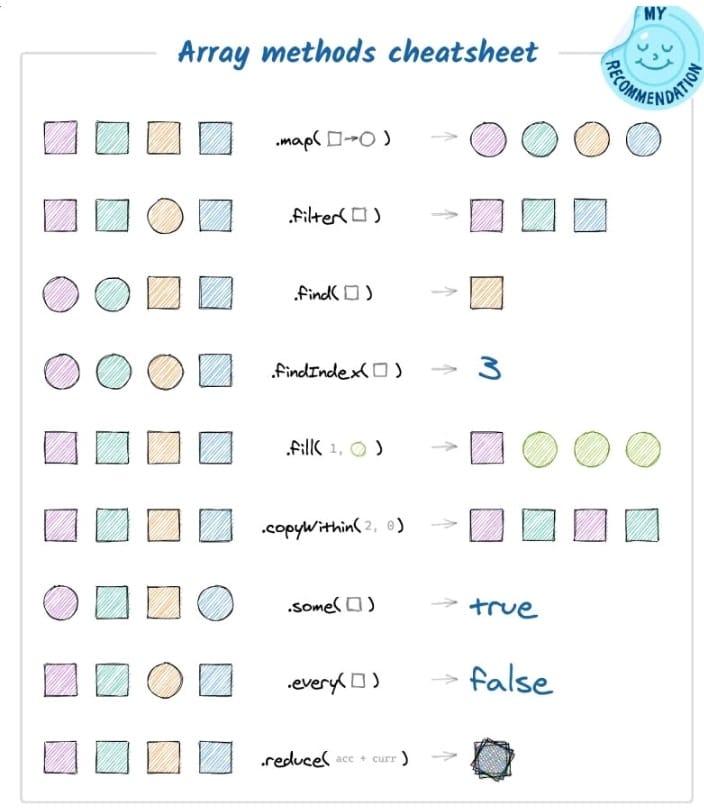 MY
RECOMMENDATION
Array methods cheatsheet
.map( → )
.filter( )
.find( )
.findIndex( ) → 3
.fill( 1, )
.copyWithin( 2, 0 )
.some( ) → true
.every( ) → false
.reduce( acc + curr )